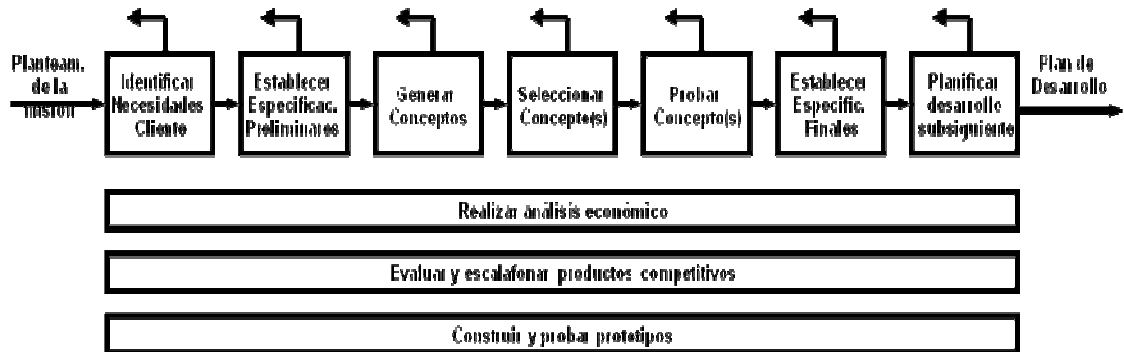 Planteam.
de la
misión
Identificar
Necesidades
Cliente
Establecer
Especificac.
Preliminares
Generar
Conceptos
Seleccionar
Concepto(s)
Probar
Concepto(s)
Establecer
Especific.
Finales
Planificar
desarrollo
subsiguiente
Plan de
Desarrollo
Realizar análisis económico
Evaluar y escalafonar productos competitivos
Construir y probar prototipos